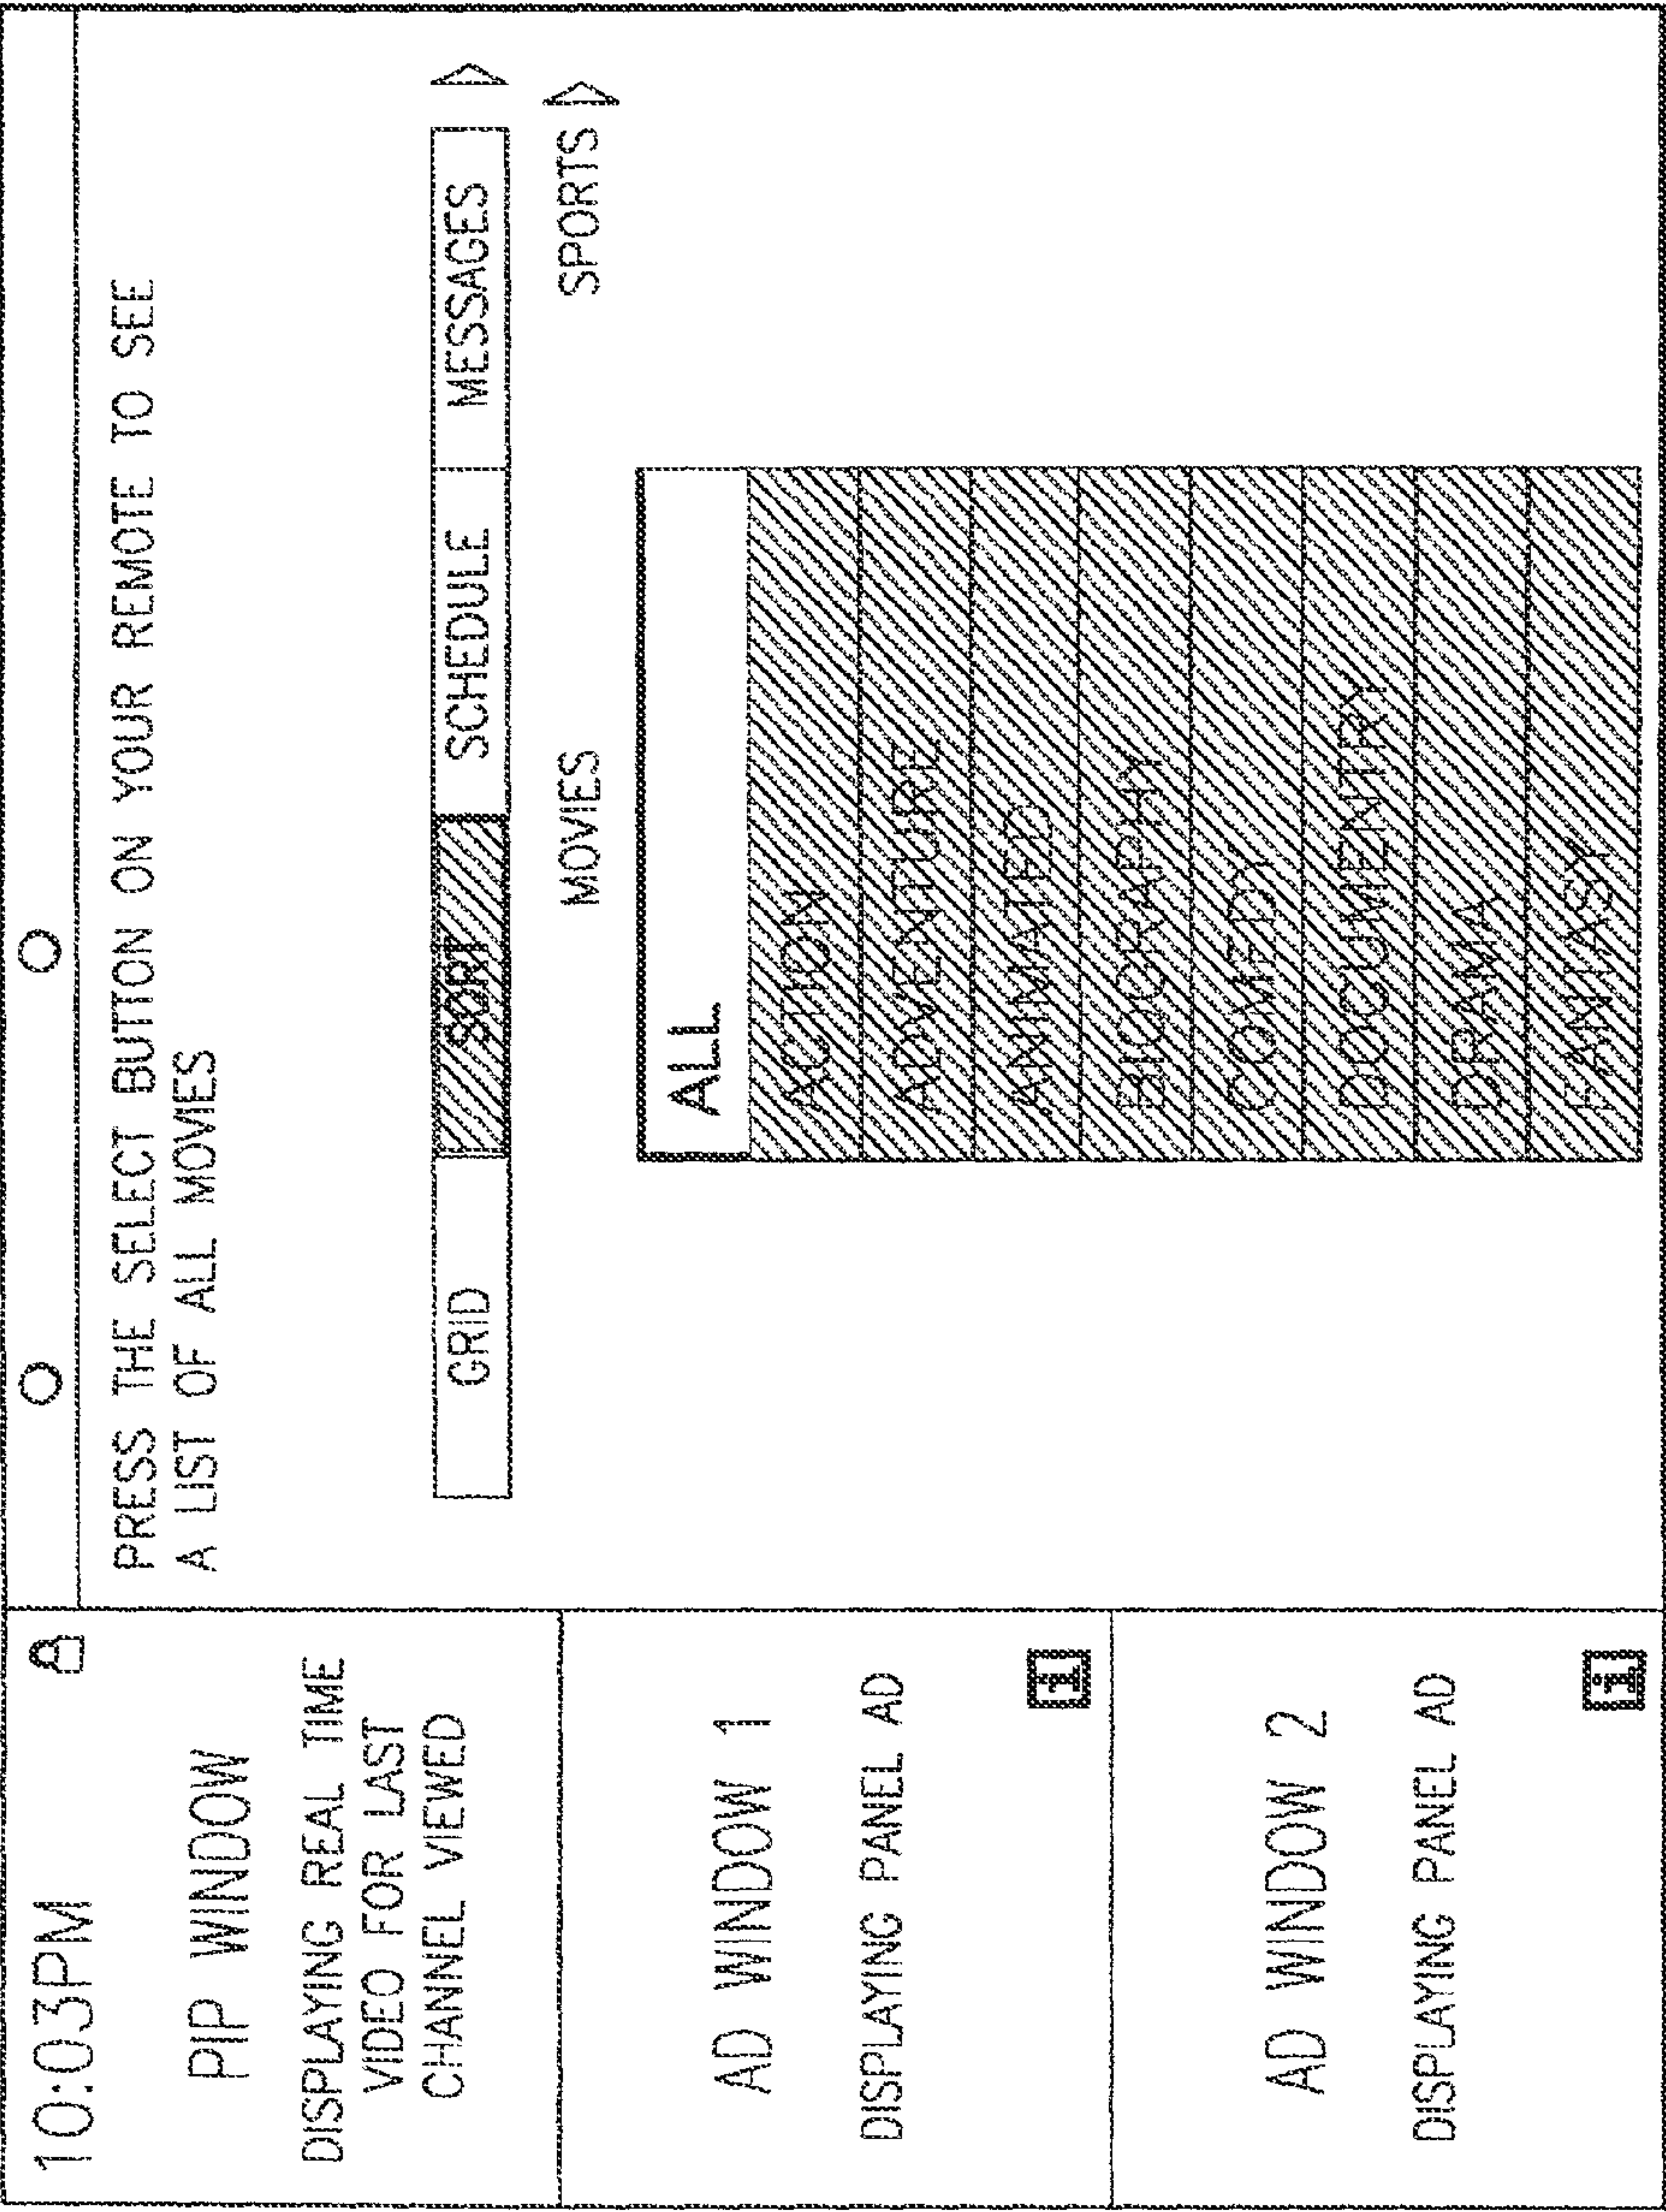 10:03PM
PIP WINDOW
DISPLAYING REAL TIME
VIDEO FOR LAST
CHANNEL VIEWED
AD WINDOW 1
DISPLAYING PANEL AD
i
AD WINDOW 2
DISPLAYING PANEL AD
i
PRESS THE SELECT BUTTON ON YOUR REMOTE TO SEE
A LIST OF ALL MOVIES
GRID SORT SCHEDULE MESSAGES
MOVIES SPORTS
ALL
ACTION
ADVENTURE
ANIMATED
BIOGRAPHY
COMEDY
DOCUMENTRY
DRAMA
FANTASY